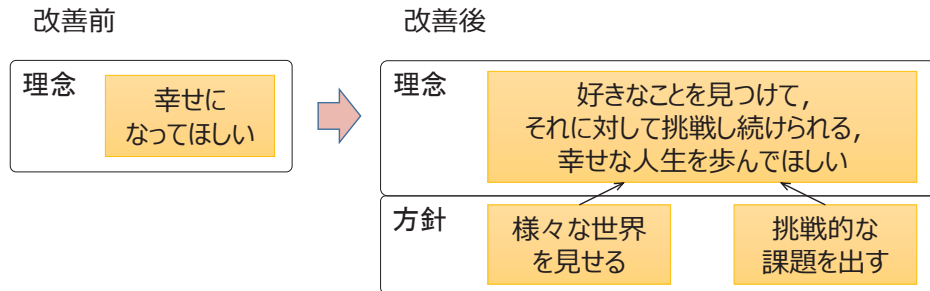 改善前
改善後
理念
幸せに
なってほしい
理念
好きなことを見つけて，
それに対して挑戦し続けられる，
幸せな人生を歩んでほしい
方針
様々な世界
を見せる
挑戦的な
課題を出す